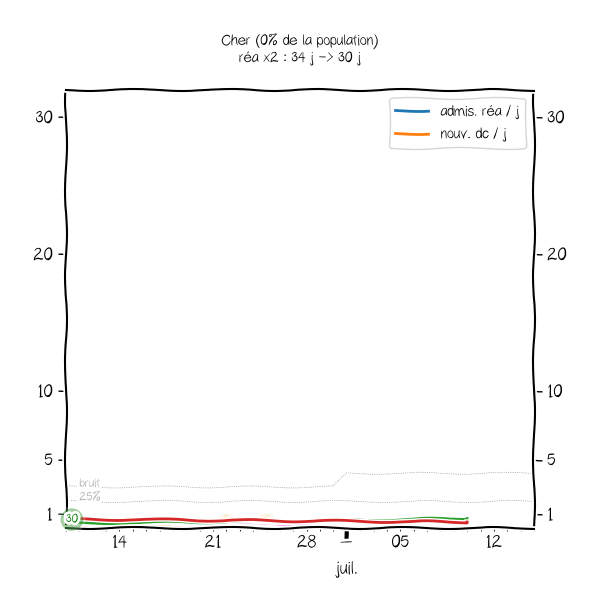 Cher (0% de la population)
réa x2 : 34 j -> 30 j
admis. réa / j
nouv. dc / j
30
30
20
20
10
10
5
5
bruit
25%
1
1
30
14
21
28
05
12
juil.